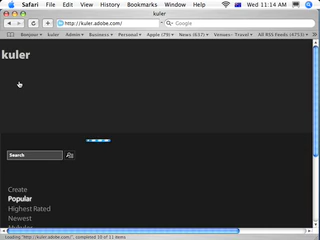 Safari File Edit View History Bookmarks Window Help Wed 11:14 AM
kuler
http://kuler.adobe.com/ Google
Bonjour kuler Admin Business Personal Apple (79) News (637) Venues-Travel All RSS Feeds (4753)
kuler
Search
Create
Popular
Highest Rated
Newest
Loading "http://kuler.adobe.com/", completed 10 of 11 items